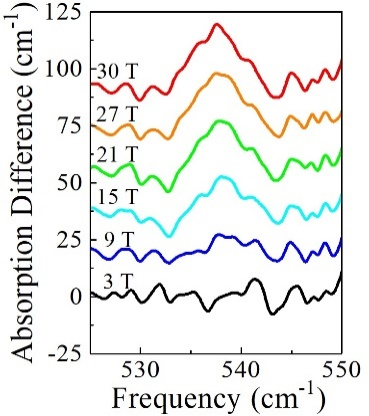 Absorption Difference (cm⁻¹)
125
100
75
50
25
0
-25
30 T
27 T
21 T
15 T
9 T
3 T
530 540 550
Frequency (cm⁻¹)